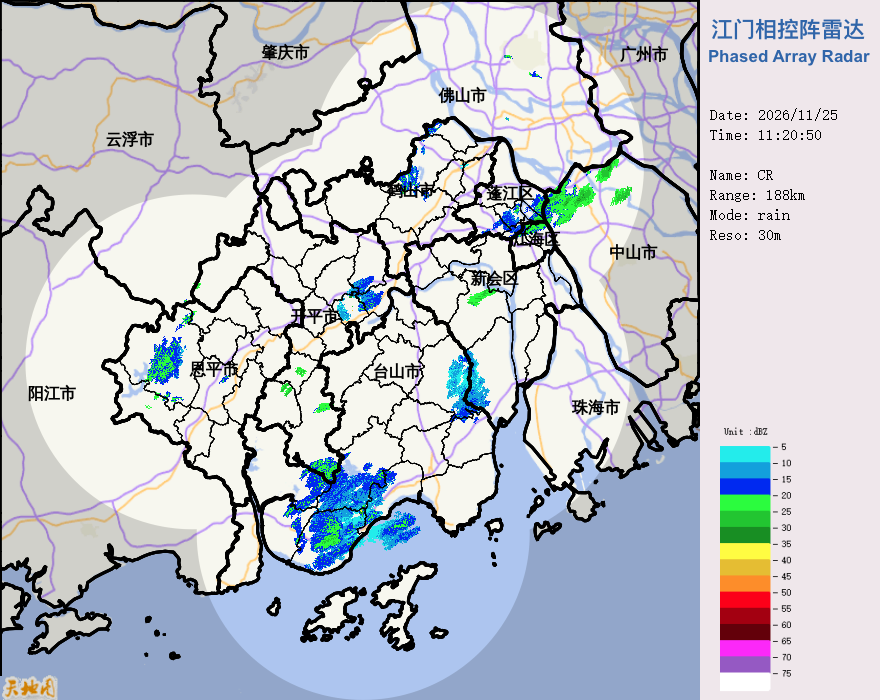 江门相控阵雷达
Phased Array Radar
Date: 2026/11/25
Time: 11:20:50
Name: CR
Range: 188km
Mode: rain
Reso: 30m
肇庆市
广州市
佛山市
云浮市
鹤山市
蓬江区
江海区
中山市
新会区
开平市
恩平市
台山市
阳江市
珠海市
Unit :dBZ
5
10
15
20
25
30
35
40
45
50
55
60
65
70
75
天地图